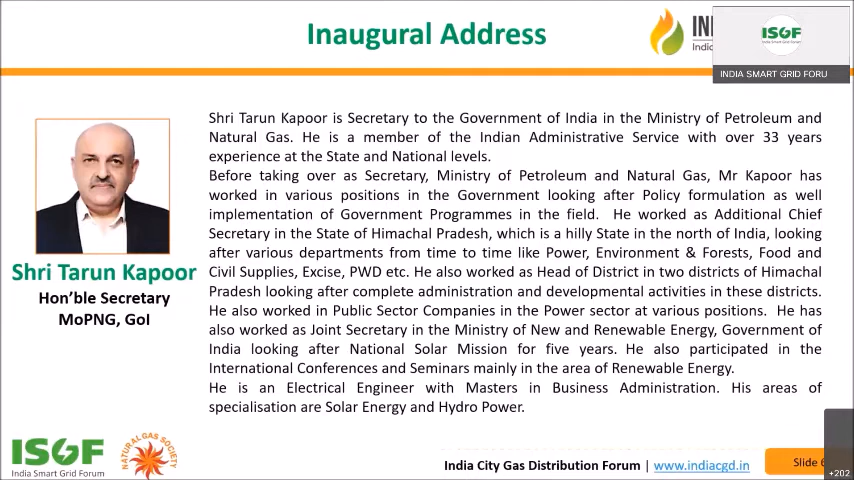 Inaugural Address
IND
Indi
ISGF
India Smart Grid Forum
INDIA SMART GRID FORU
Shri Tarun Kapoor is Secretary to the Government of India in the Ministry of Petroleum and
Natural Gas. He is a member of the Indian Administrative Service with over 33 years
experience at the State and National levels.
Before taking over as Secretary, Ministry of Petroleum and Natural Gas, Mr Kapoor has
worked in various positions in the Government looking after Policy formulation as well
implementation of Government Programmes in the field. He worked as Additional Chief
Secretary in the State of Himachal Pradesh, which is a hilly State in the north of India, looking
after various departments from time to time like Power, Environment & Forests, Food and
Civil Supplies, Excise, PWD etc. He also worked as Head of District in two districts of Himachal
Pradesh looking after complete administration and developmental activities in these districts.
He also worked in Public Sector Companies in the Power sector at various positions. He has
also worked as Joint Secretary in the Ministry of New and Renewable Energy, Government of
India looking after National Solar Mission for five years. He also participated in the
International Conferences and Seminars mainly in the area of Renewable Energy.
He is an Electrical Engineer with Masters in Business Administration. His areas of
specialisation are Solar Energy and Hydro Power.
Shri Tarun Kapoor
Hon'ble Secretary
MoPNG, GoI
ISGF
India Smart Grid Forum
NATURAL GAS SOCIETY
India City Gas Distribution Forum | www.indiacgd.in
Slide 6
+202